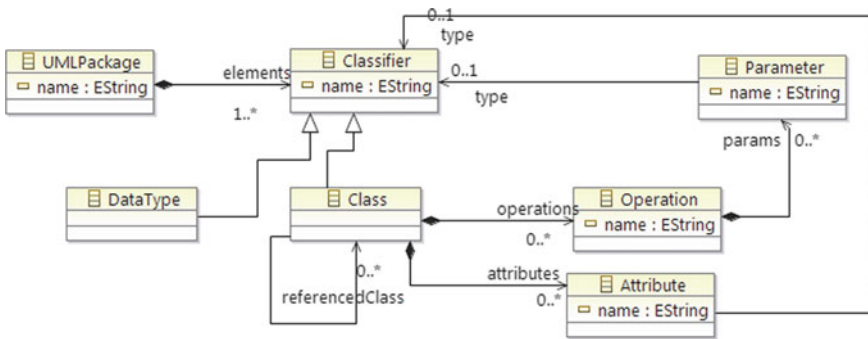 0..1
type
UMLPackage
name : EString
elements
1..*
Classifier
name : EString
0..1
type
Parameter
name : EString
params
0..*
DataType
Class
operations
0..*
Operation
name : EString
0..*
referencedClass
attributes
0..*
Attribute
name : EString